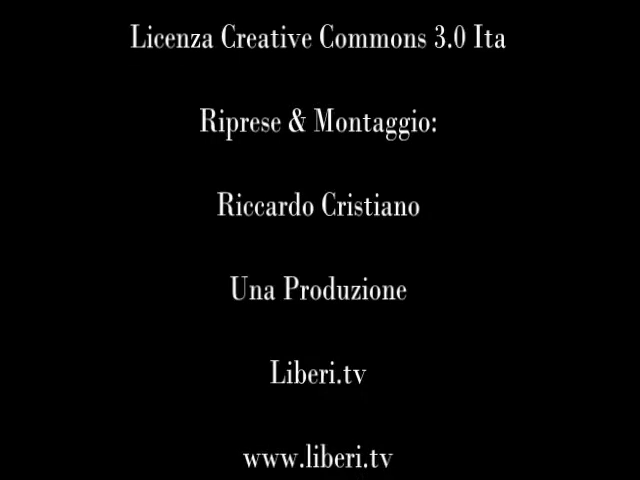 Licenza Creative Commons 3.0 Ita
Riprese & Montaggio:
Riccardo Cristiano
Una Produzione
Liberi.tv
www.liberi.tv